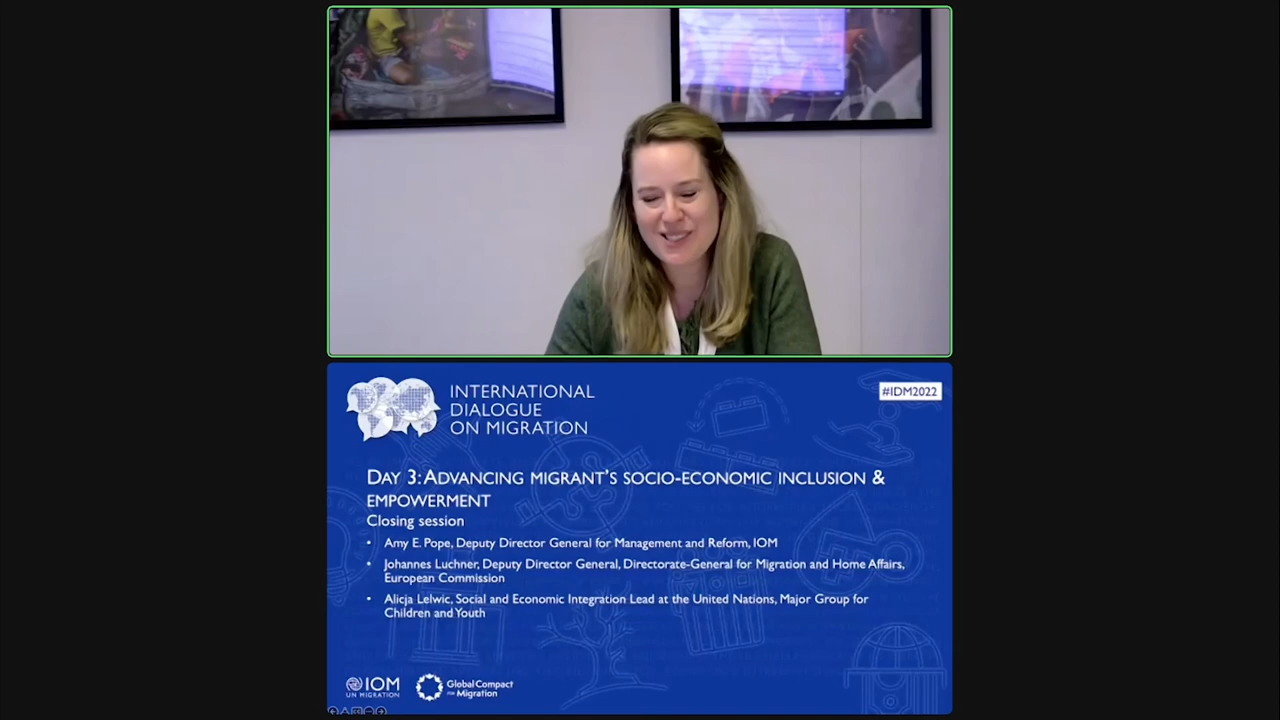 INTERNATIONAL
DIALOGUE
ON MIGRATION
#IDM2022
DAY 3: ADVANCING MIGRANT'S SOCIO-ECONOMIC INCLUSION &
EMPOWERMENT
Closing session
• Amy E. Pope, Deputy Director General for Management and Reform, IOM
• Johannes Luchner, Deputy Director General, Directorate-General for Migration and Home Affairs,
European Commission
• Alicja Lelwic, Social and Economic Integration Lead at the United Nations, Major Group for
Children and Youth
IOM
UN MIGRATION
Global Compact
FOR Migration